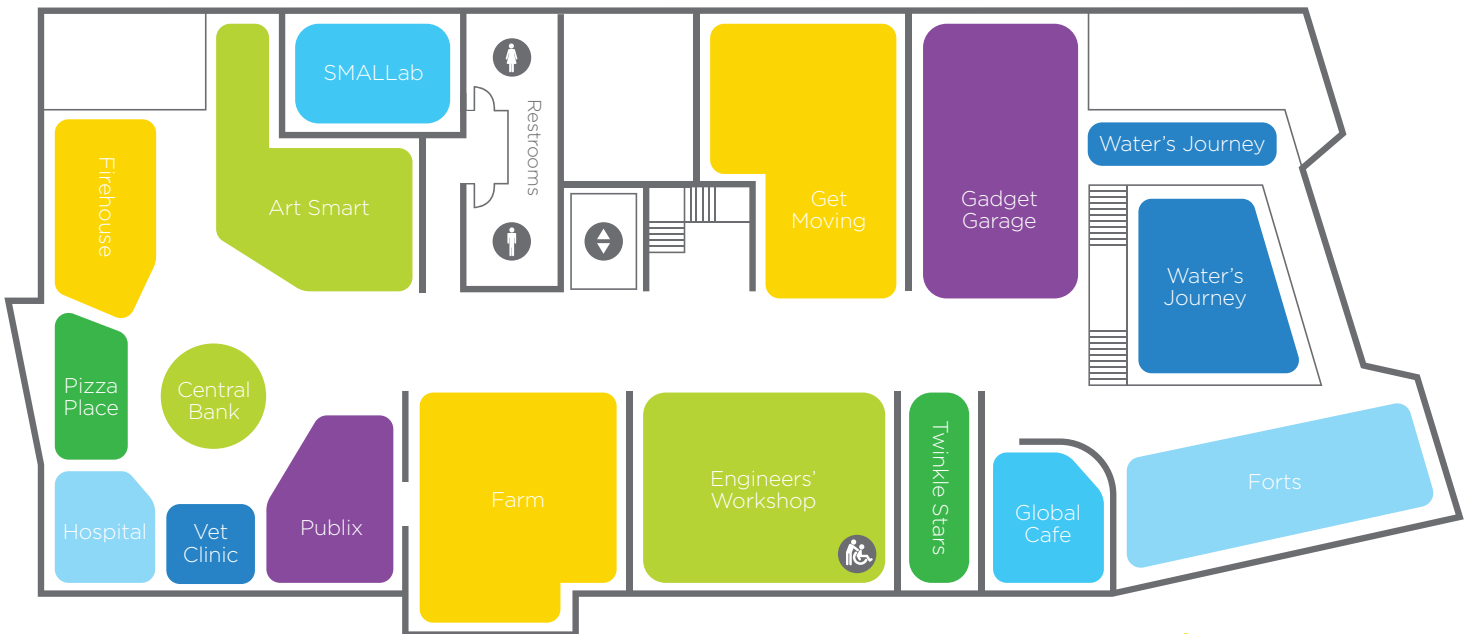 SMALLab
Restrooms
Firehouse
Art Smart
Get
Moving
Gadget
Garage
Water’s Journey
Water’s
Journey
Pizza
Place
Central
Bank
Hospital
Vet
Clinic
Publix
Farm
Engineers’
Workshop
Twinkle Stars
Global
Cafe
Forts